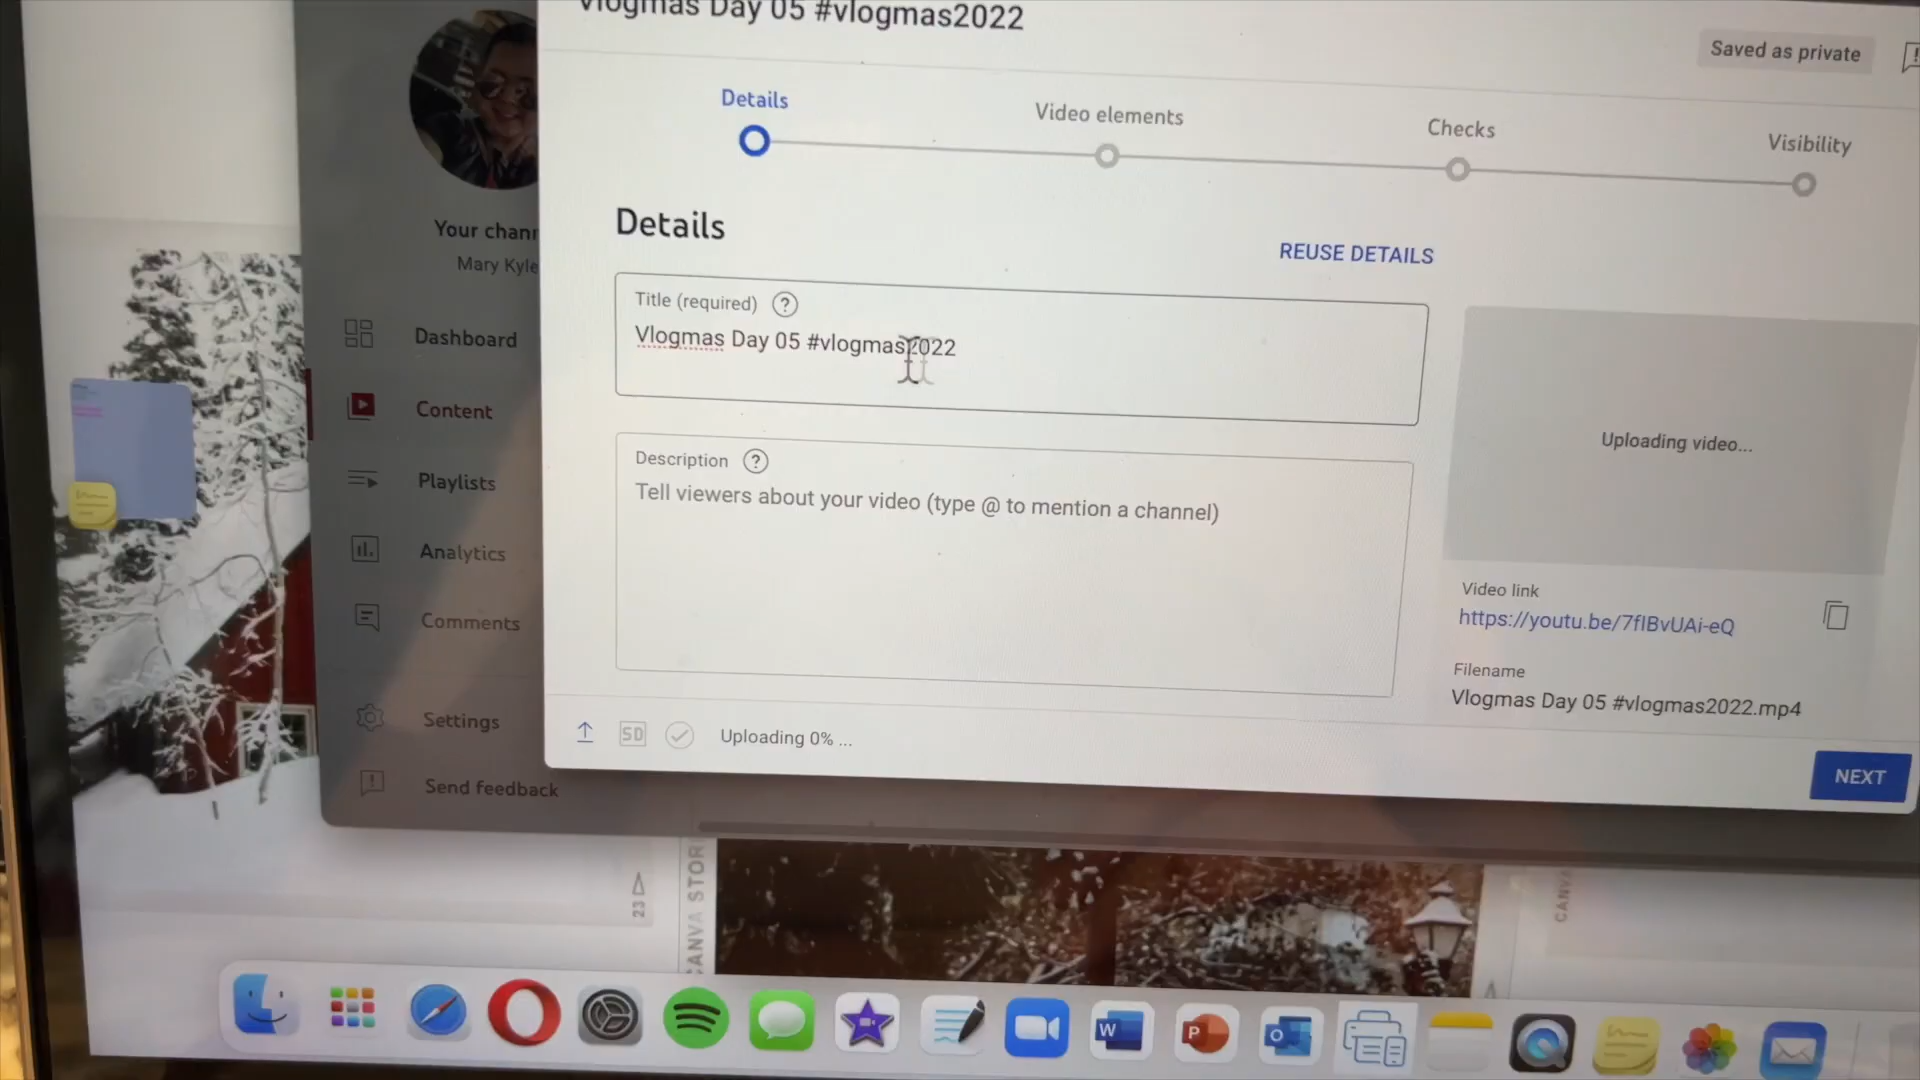 Vlogmas Day 05 #vlogmas2022
Saved as private
Details
Video elements
Checks
Visibility
Your chann
Mary Kyle
Dashboard
Content
Playlists
Analytics
Comments
Settings
Send feedback
Details
REUSE DETAILS
Title (required) ?
Vlogmas Day 05 #vlogmas2022
Description ?
Tell viewers about your video (type @ to mention a channel)
Uploading video...
Video link
https://youtu.be/7fIBvUAi-eQ
Filename
Vlogmas Day 05 #vlogmas2022.mp4
SD
Uploading 0% ...
NEXT
23
CANVA STOR
CANVA
W
P
O